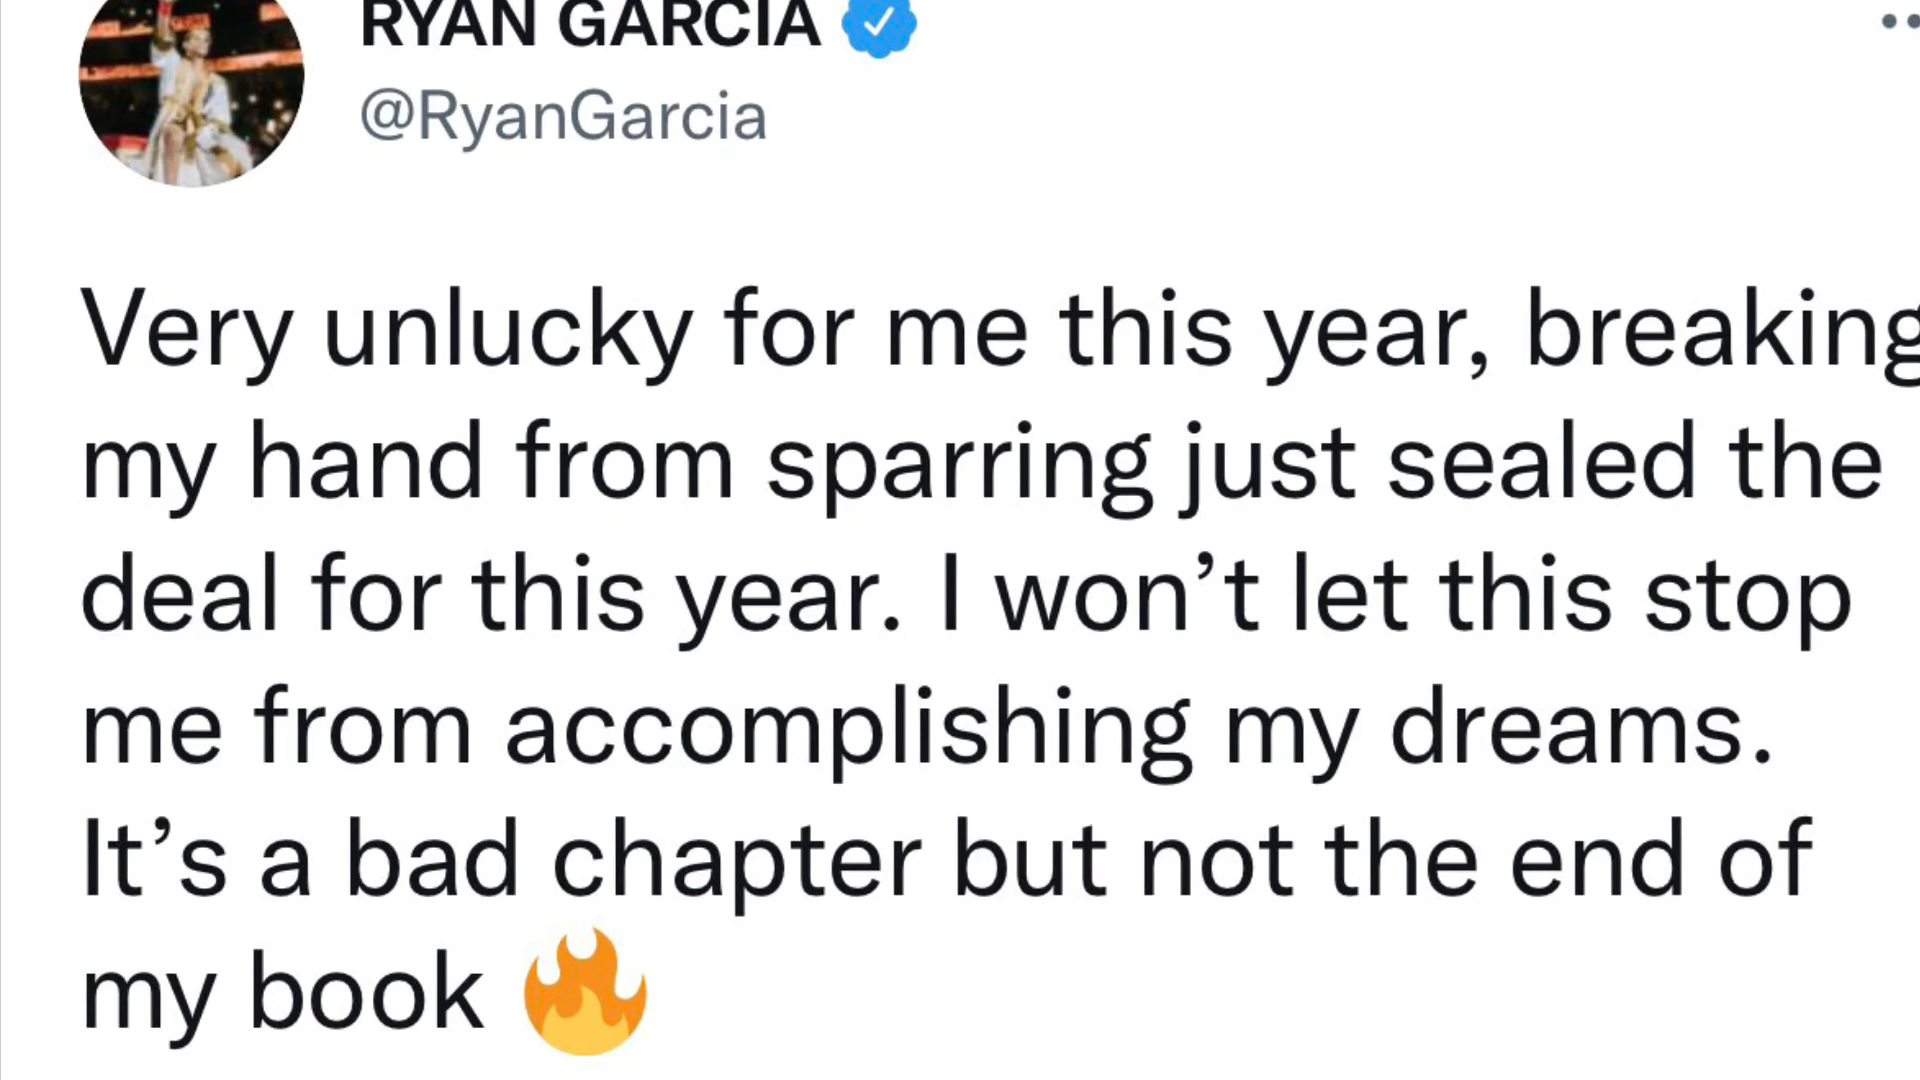 RYAN GARCIA
@RyanGarcia
Very unlucky for me this year, breaking
my hand from sparring just sealed the
deal for this year. I won’t let this stop
me from accomplishing my dreams.
It’s a bad chapter but not the end of
my book 🔥